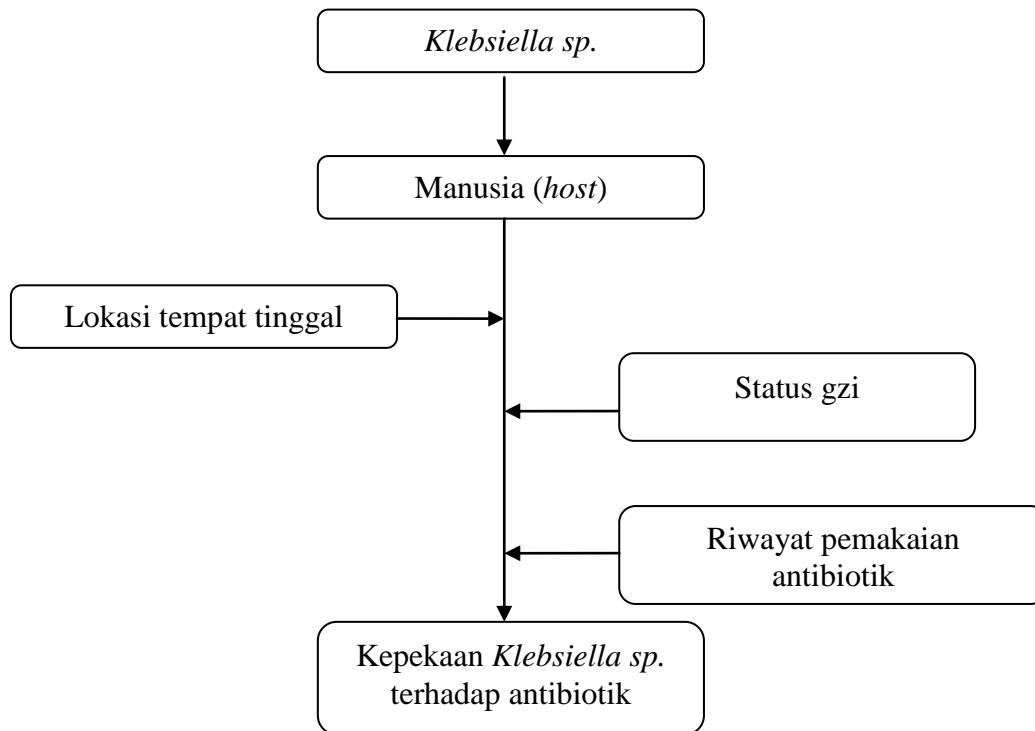 Klebsiella sp.
Manusia (host)
Lokasi tempat tinggal
Status gzi
Riwayat pemakaian
antibiotik
Kepekaan Klebsiella sp.
terhadap antibiotik